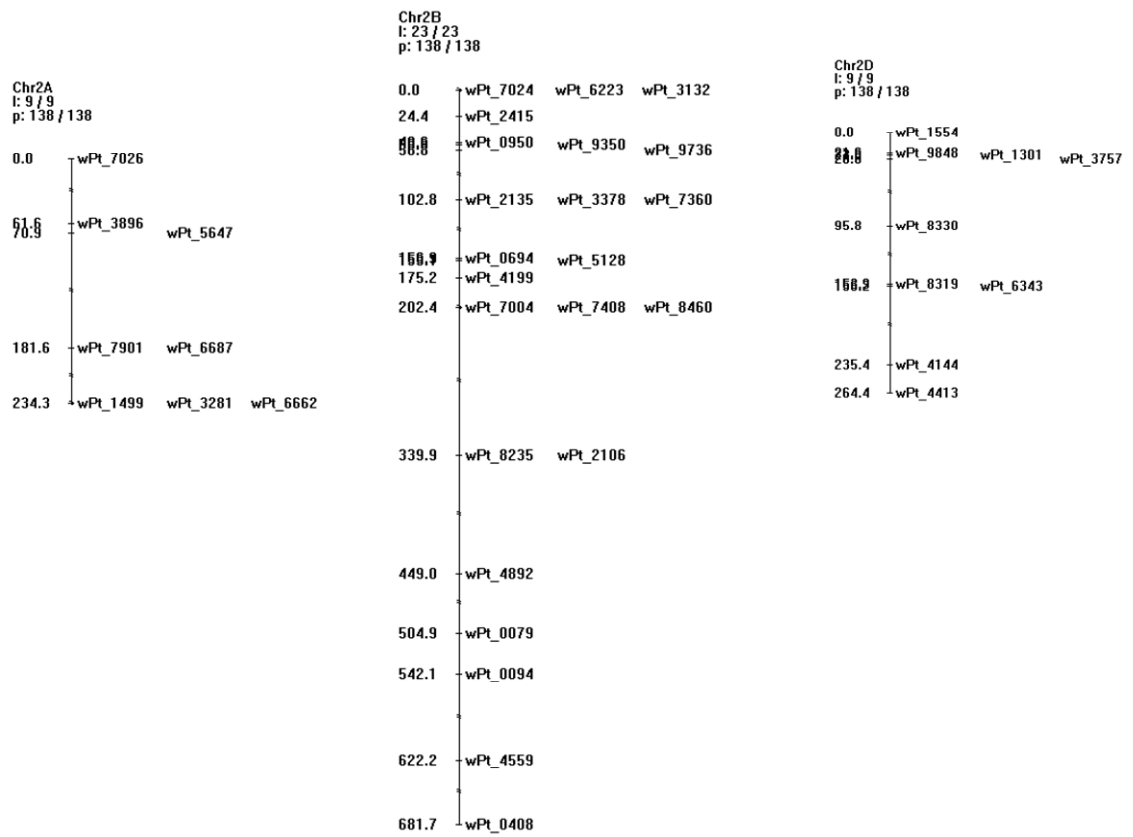 Chr2A
l: 9 / 9
p: 138 / 138
0.0 wPt_7026
61.6 wPt_3896
70.9 wPt_5647
181.6 wPt_7901 wPt_6687
234.3 wPt_1499 wPt_3281 wPt_6662
Chr2B
l: 23 / 23
p: 138 / 138
0.0 wPt_7024 wPt_6223 wPt_3132
24.4 wPt_2415
wPt_0950 wPt_9350
wPt_9736
102.8 wPt_2135 wPt_3378 wPt_7360
wPt_0694 wPt_5128
175.2 wPt_4199
202.4 wPt_7004 wPt_7408 wPt_8460
339.9 wPt_8235 wPt_2106
449.0 wPt_4892
504.9 wPt_0079
542.1 wPt_0094
622.2 wPt_4559
681.7 wPt_0408
Chr2D
l: 9 / 9
p: 138 / 138
0.0 wPt_1554
wPt_9848 wPt_1301 wPt_3757
95.8 wPt_8330
wPt_8319 wPt_6343
235.4 wPt_4144
264.4 wPt_4413